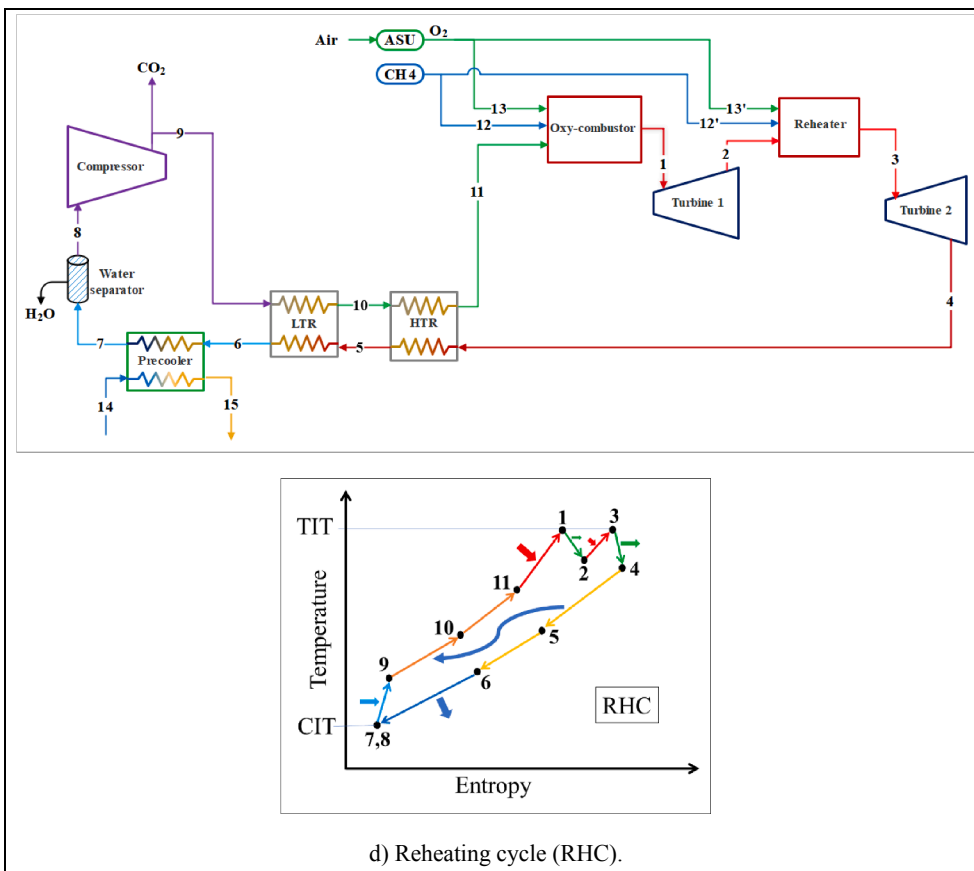 Air
ASU
O₂
CH4
CO₂
9
13
12
Oxy-combustor
13'
12'
Reheater
Compressor
1
2
3
11
Turbine 1
Turbine 2
8
Water
separator
H₂O
10
LTR
HTR
4
7
6
5
Precooler
14
15
TIT
1
3
2
4
11
10
5
9
6
Temperature
RHC
CIT
7,8
Entropy
d) Reheating cycle (RHC).